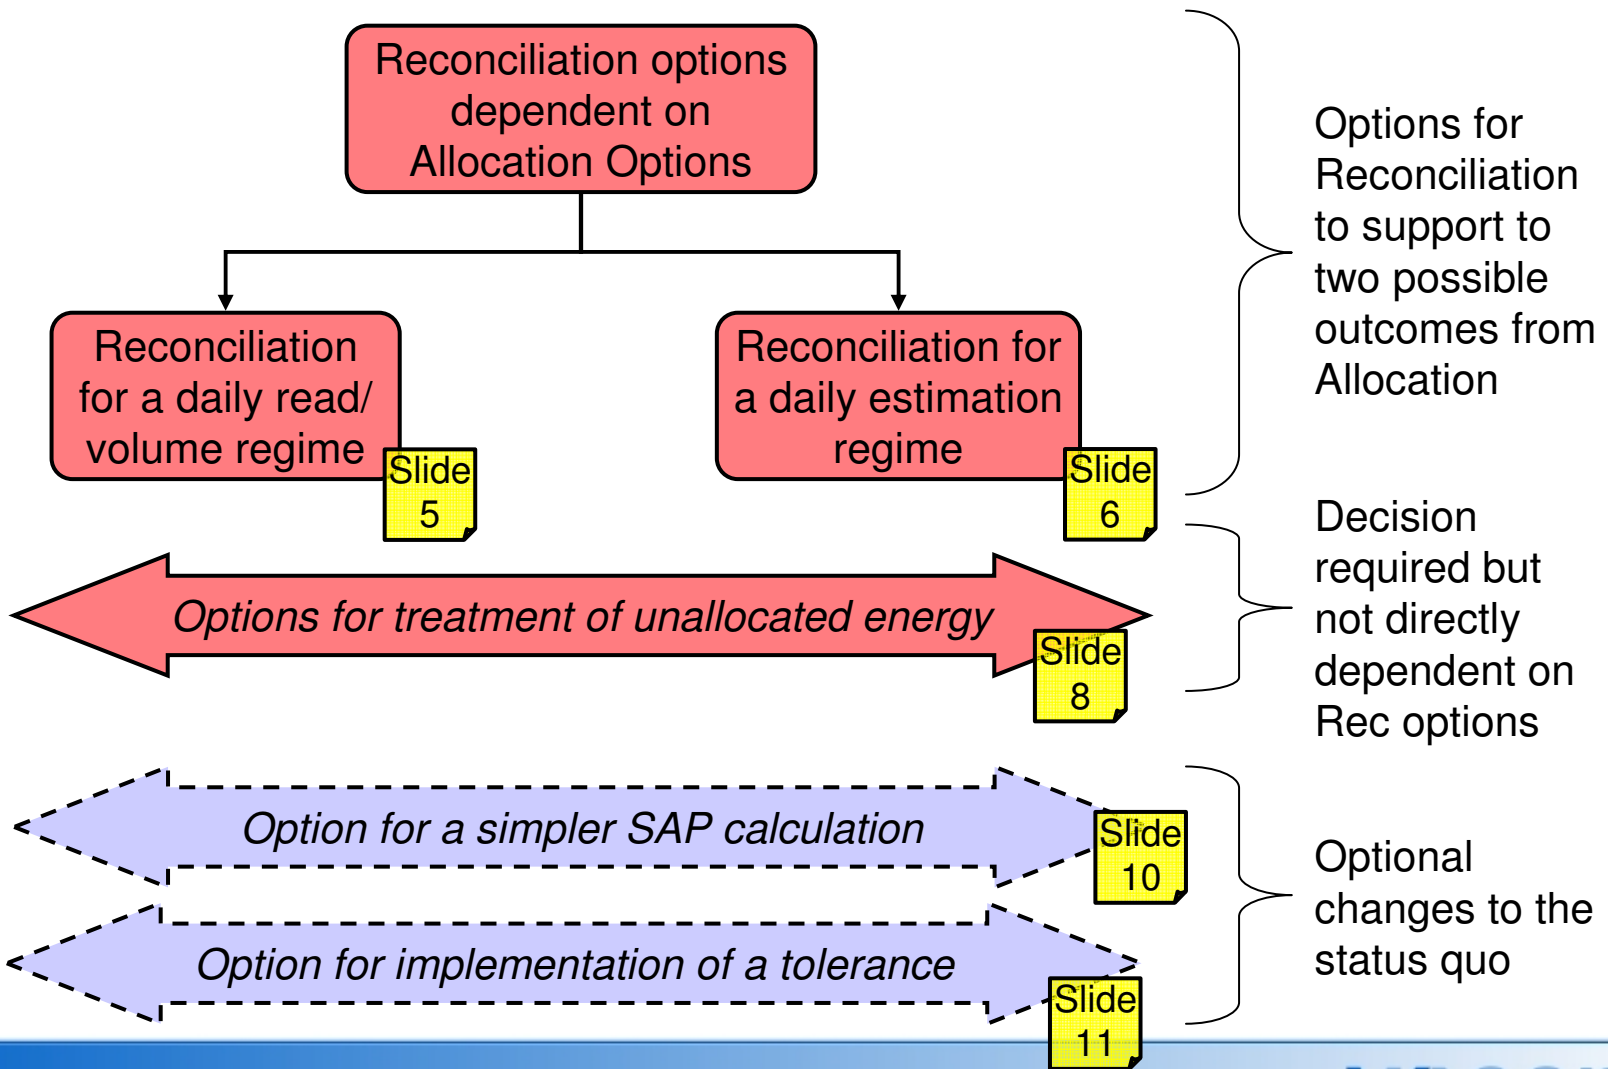 Reconciliation options
dependent on
Allocation Options
Reconciliation
for a daily read/
volume regime
Slide
5
Reconciliation for
a daily estimation
regime
Slide
6
Options for
Reconciliation
to support to
two possible
outcomes from
Allocation
Options for treatment of unallocated energy
Slide
8
Decision
required but
not directly
dependent on
Rec options
Option for a simpler SAP calculation
Slide
10
Option for implementation of a tolerance
Slide
11
Optional
changes to the
status quo